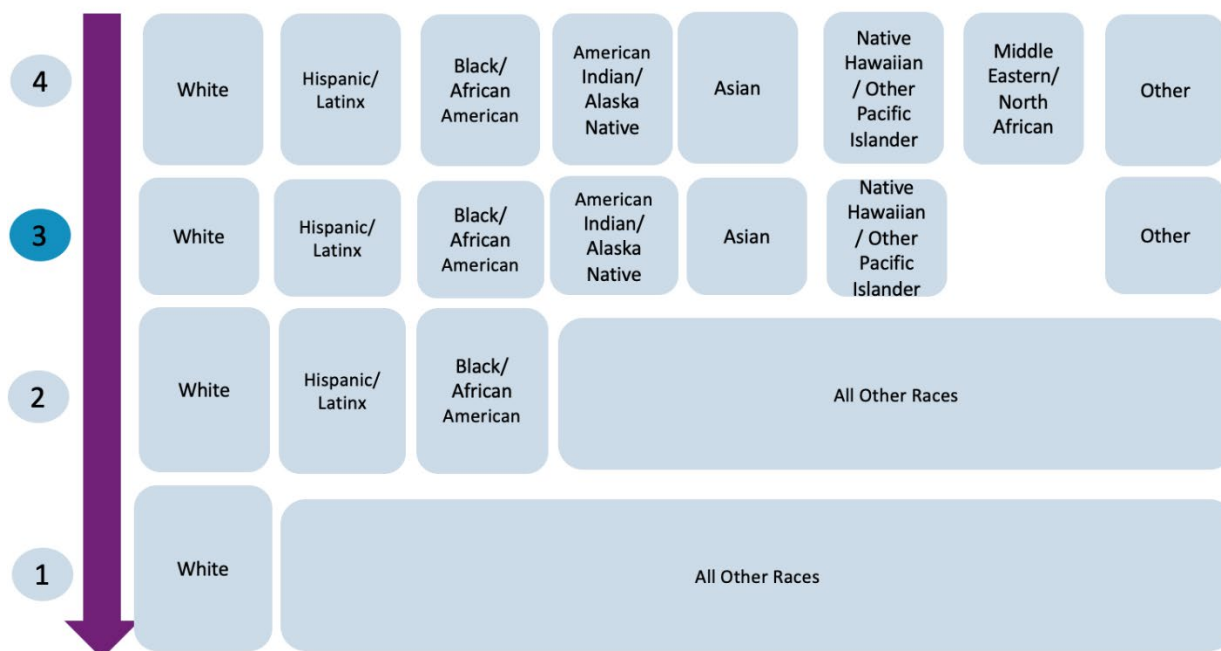 4
White
Hispanic/
Latinx
Black/
African
American
American
Indian/
Alaska
Native
Asian
Native
Hawaiian
/ Other
Pacific
Islander
Middle
Eastern/
North
African
Other
3
White
Hispanic/
Latinx
Black/
African
American
American
Indian/
Alaska
Native
Asian
Native
Hawaiian
/ Other
Pacific
Islander
Other
2
White
Hispanic/
Latinx
Black/
African
American
All Other Races
1
White
All Other Races